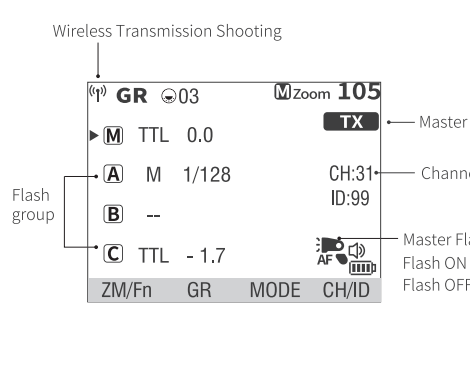 Wireless Transmission Shooting
GR 03 M Zoom 105
TX
Master
M TTL 0.0
A M 1/128
CH:31
Channe
Flash
group
ID:99
B --
Master Fla
AF
Flash ON
C TTL - 1.7
Flash OFF
ZM/Fn GR MODE CH/ID